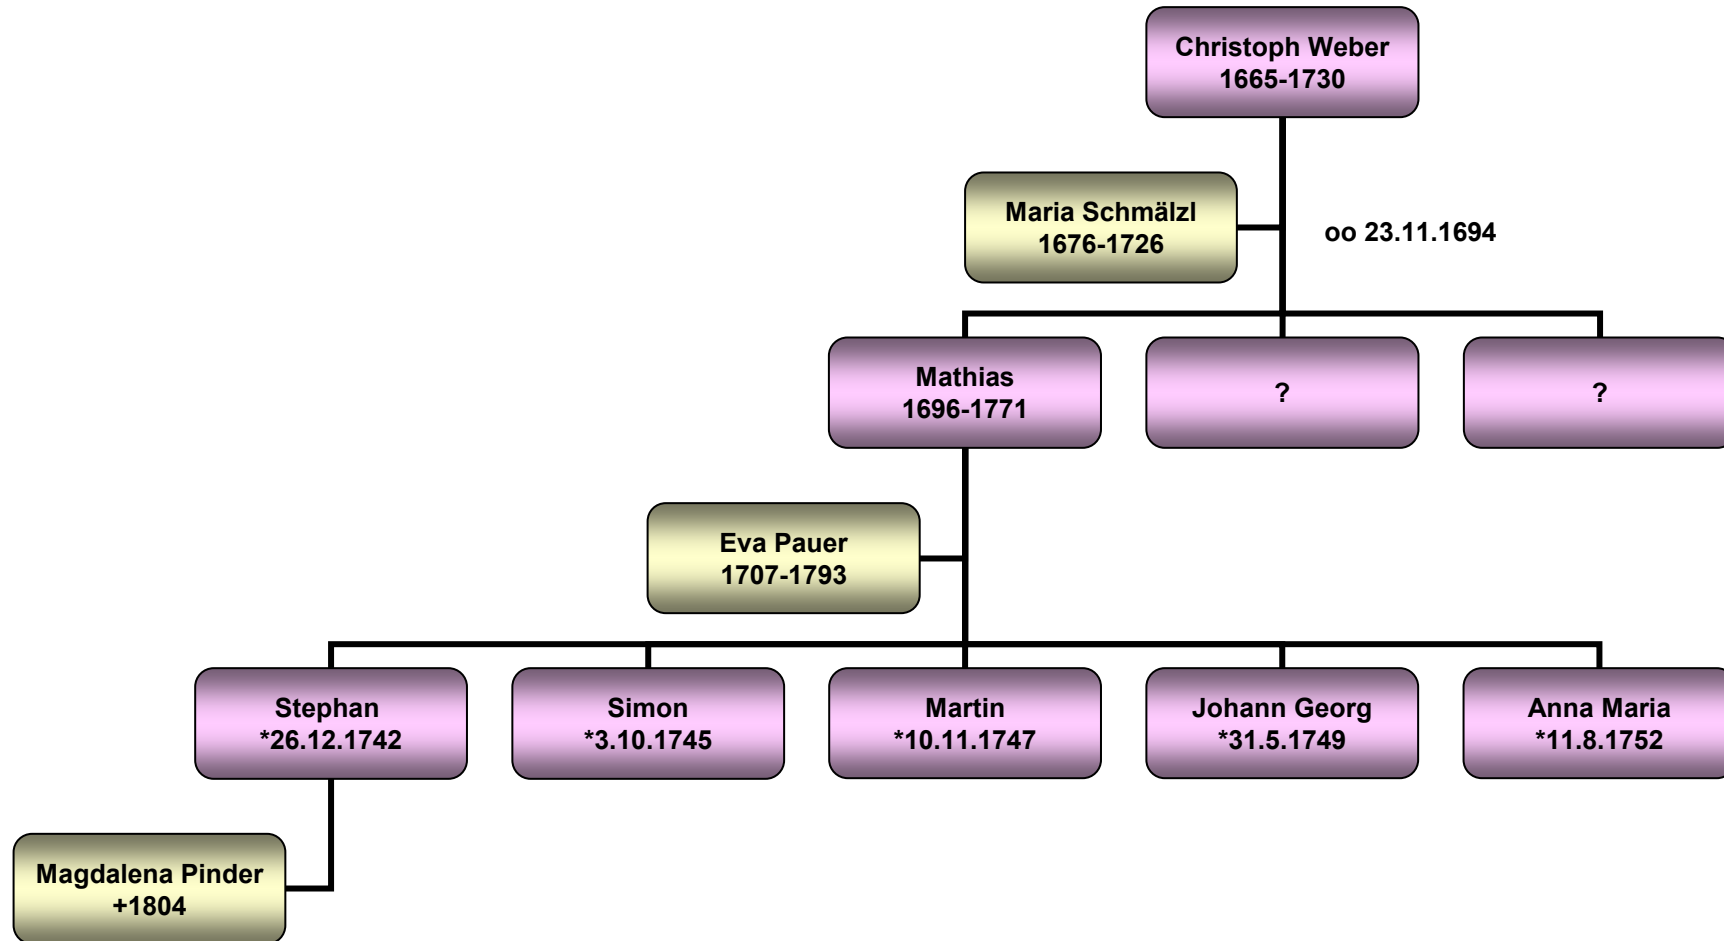 Christoph Weber
1665-1730
Maria Schmälzl
1676-1726
oo 23.11.1694
Mathias
1696-1771
?
?
Eva Pauer
1707-1793
Stephan
*26.12.1742
Simon
*3.10.1745
Martin
*10.11.1747
Johann Georg
*31.5.1749
Anna Maria
*11.8.1752
Magdalena Pinder
+1804